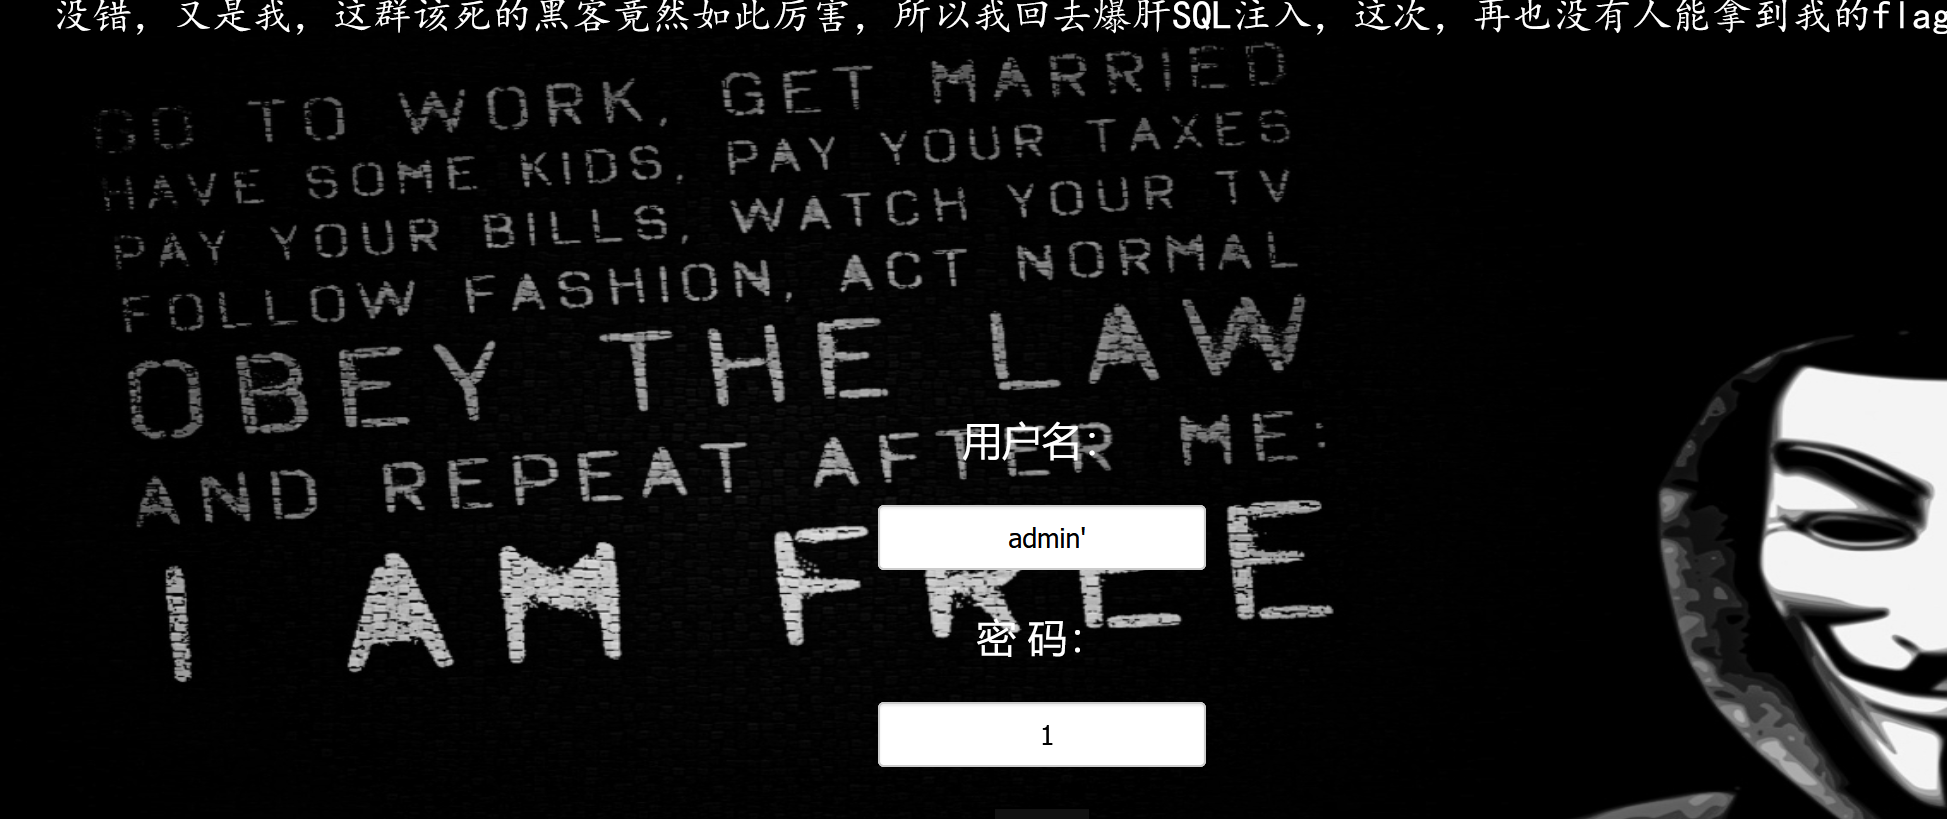 没错，又是我，这群该死的黑客竟然如此厉害，所以我回去爆肝SQL注入，这次，再也没有人能拿到我的flag
GO TO WORK, GET MARRIED
HAVE SOME KIDS, PAY YOUR TAXES
PAY YOUR BILLS, WATCH YOUR TV
FOLLOW FASHION, ACT NORMAL
OBEY THE LAW
AND REPEAT AFTER ME:
I AM FREE
用户名：
admin'
密 码：
1